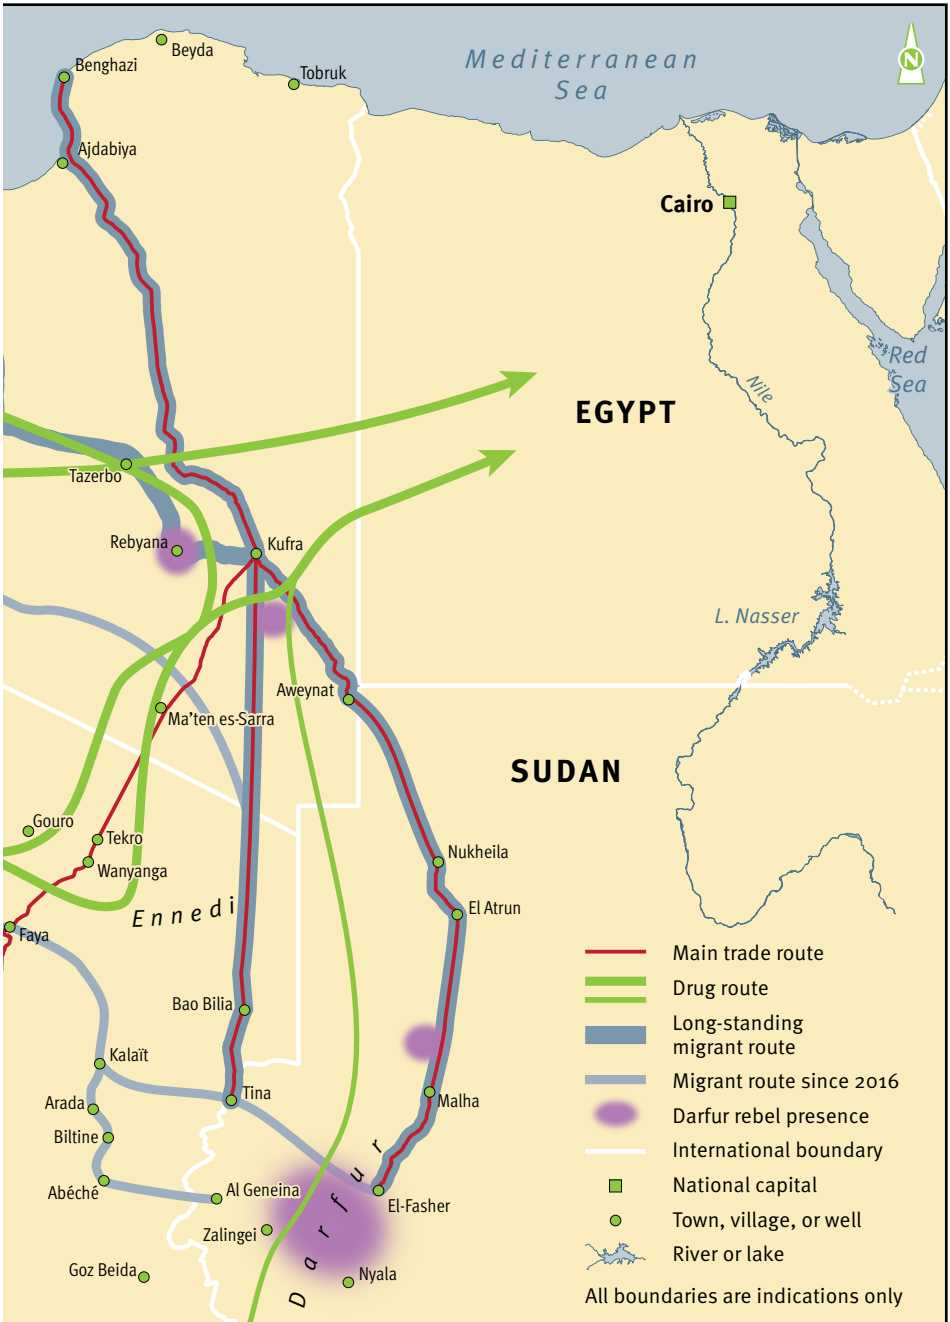 Beyda
Benghazi
Mediterranean
Sea
N
Tobruk
Ajdabiya
Cairo
Red
Sea
Nile
EGYPT
Tazerbo
Rebyana
Kufra
L. Nasser
Aweynat
Ma'ten es-Sarra
SUDAN
Gouro
Tekro
Wanyanga
Nukheila
Ennedi
El Atrun
Faya
Bao Bilia
Kalaït
Tina
Arada
Malha
Biltine
Abéché
Al Geneina
El-Fasher
Zalingei
Darfur
Goz Beida
Nyala
Main trade route
Drug route
Long-standing
migrant route
Migrant route since 2016
Darfur rebel presence
International boundary
National capital
Town, village, or well
River or lake
All boundaries are indications only